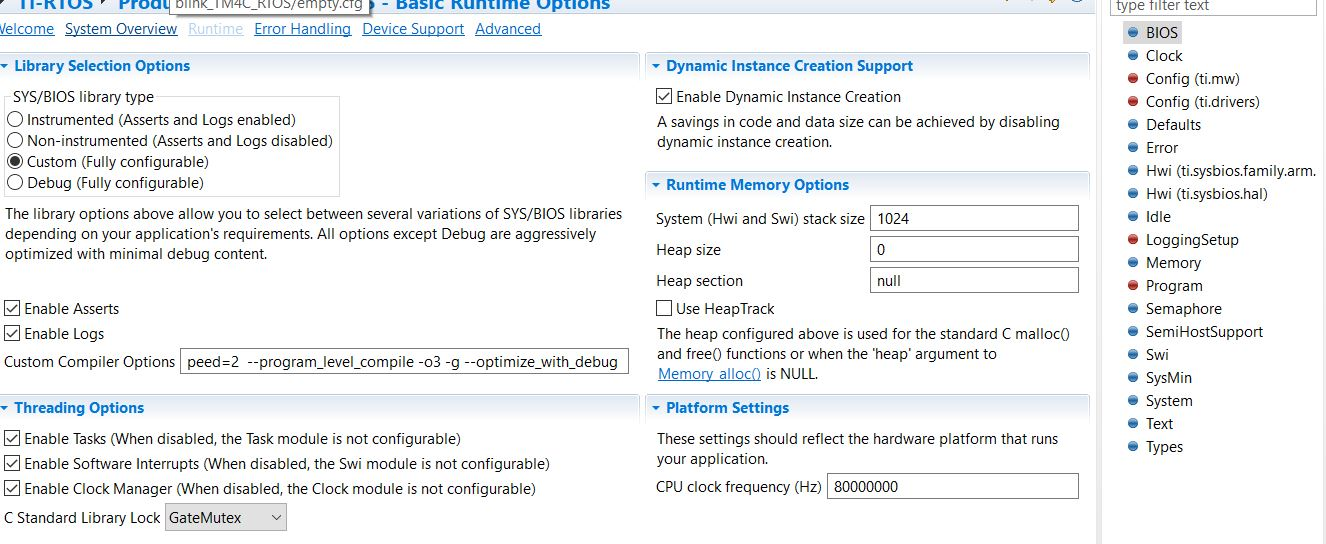 TI-RTOS Produ S - Basic Runtime Options
blink_TM4C_RTOS/empty.cfg
Welcome System Overview Runtime Error Handling Device Support Advanced
Library Selection Options
SYS/BIOS library type
Instrumented (Asserts and Logs enabled)
Non-instrumented (Asserts and Logs disabled)
Custom (Fully configurable)
Debug (Fully configurable)
The library options above allow you to select between several variations of SYS/BIOS libraries
depending on your application's requirements. All options except Debug are aggressively
optimized with minimal debug content.
Enable Asserts
Enable Logs
Custom Compiler Options peed=2 --program_level_compile -o3 -g --optimize_with_debug
Threading Options
Enable Tasks (When disabled, the Task module is not configurable)
Enable Software Interrupts (When disabled, the Swi module is not configurable)
Enable Clock Manager (When disabled, the Clock module is not configurable)
C Standard Library Lock GateMutex
Dynamic Instance Creation Support
Enable Dynamic Instance Creation
A savings in code and data size can be achieved by disabling
dynamic instance creation.
Runtime Memory Options
System (Hwi and Swi) stack size 1024
Heap size 0
Heap section null
Use HeapTrack
The heap configured above is used for the standard C malloc()
and free() functions or when the 'heap' argument to
Memory_alloc() is NULL.
Platform Settings
These settings should reflect the hardware platform that runs
your application.
CPU clock frequency (Hz) 80000000
type filter text
BIOS
Clock
Config (ti.mw)
Config (ti.drivers)
Defaults
Error
Hwi (ti.sysbios.family.arm.
Hwi (ti.sysbios.hal)
Idle
LoggingSetup
Memory
Program
Semaphore
SemiHostSupport
Swi
SysMin
System
Text
Types